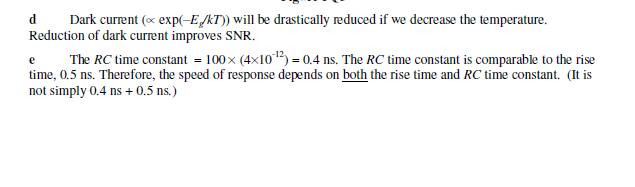 d Dark current (∝ exp(−Eg/kT)) will be drastically reduced if we decrease the temperature.
Reduction of dark current improves SNR.
e The RC time constant = 100 × (4×10⁻¹²) = 0.4 ns. The RC time constant is comparable to the rise
time, 0.5 ns. Therefore, the speed of response depends on both the rise time and RC time constant. (It is
not simply 0.4 ns + 0.5 ns.)